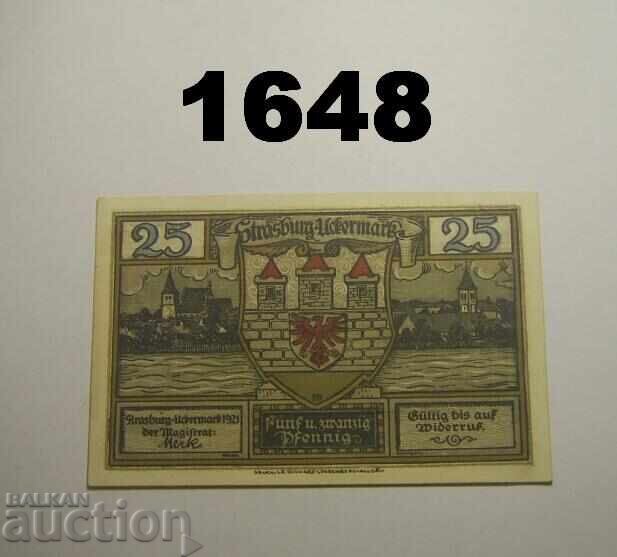 1648
25
Strasburg-Uckermark
25
Strasburg-Uckermark 1921
der Magistrat:
Merk
Fünf u. zwanzig
Pfennig
Gültig bis auf
Widerruf.
BALKAN
auction